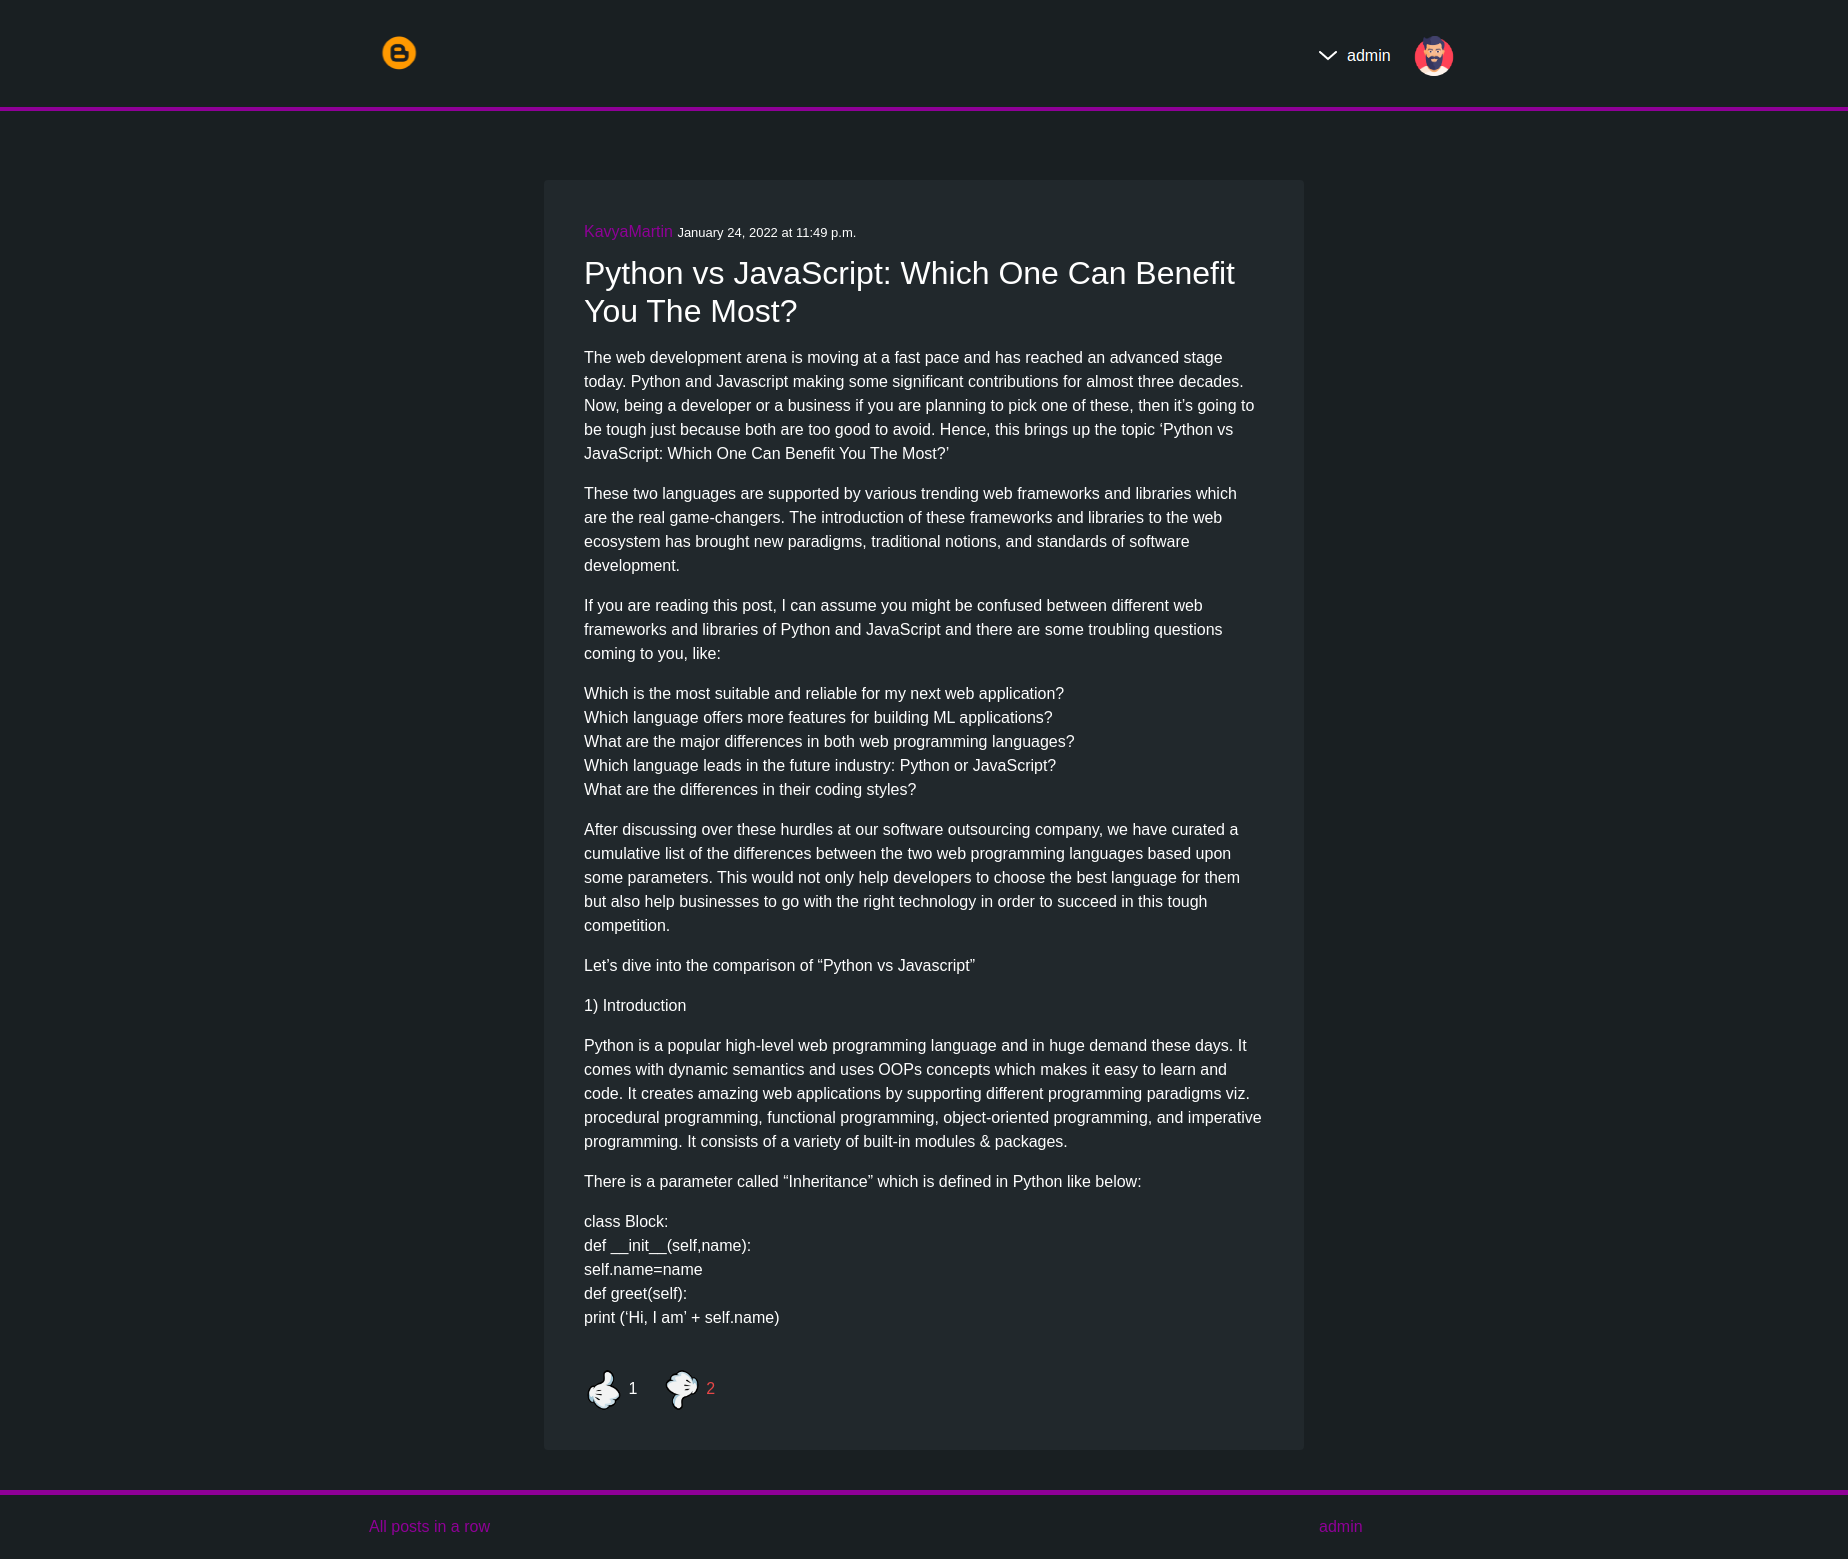 admin
KavyaMartin January 24, 2022 at 11:49 p.m.
Python vs JavaScript: Which One Can Benefit
You The Most?
The web development arena is moving at a fast pace and has reached an advanced stage
today. Python and Javascript making some significant contributions for almost three decades.
Now, being a developer or a business if you are planning to pick one of these, then it’s going to
be tough just because both are too good to avoid. Hence, this brings up the topic ‘Python vs
JavaScript: Which One Can Benefit You The Most?’
These two languages are supported by various trending web frameworks and libraries which
are the real game-changers. The introduction of these frameworks and libraries to the web
ecosystem has brought new paradigms, traditional notions, and standards of software
development.
If you are reading this post, I can assume you might be confused between different web
frameworks and libraries of Python and JavaScript and there are some troubling questions
coming to you, like:
Which is the most suitable and reliable for my next web application?
Which language offers more features for building ML applications?
What are the major differences in both web programming languages?
Which language leads in the future industry: Python or JavaScript?
What are the differences in their coding styles?
After discussing over these hurdles at our software outsourcing company, we have curated a
cumulative list of the differences between the two web programming languages based upon
some parameters. This would not only help developers to choose the best language for them
but also help businesses to go with the right technology in order to succeed in this tough
competition.
Let’s dive into the comparison of “Python vs Javascript”
1) Introduction
Python is a popular high-level web programming language and in huge demand these days. It
comes with dynamic semantics and uses OOPs concepts which makes it easy to learn and
code. It creates amazing web applications by supporting different programming paradigms viz.
procedural programming, functional programming, object-oriented programming, and imperative
programming. It consists of a variety of built-in modules & packages.
There is a parameter called “Inheritance” which is defined in Python like below:
class Block:
def __init__(self,name):
self.name=name
def greet(self):
print (‘Hi, I am’ + self.name)
1 2
All posts in a row admin